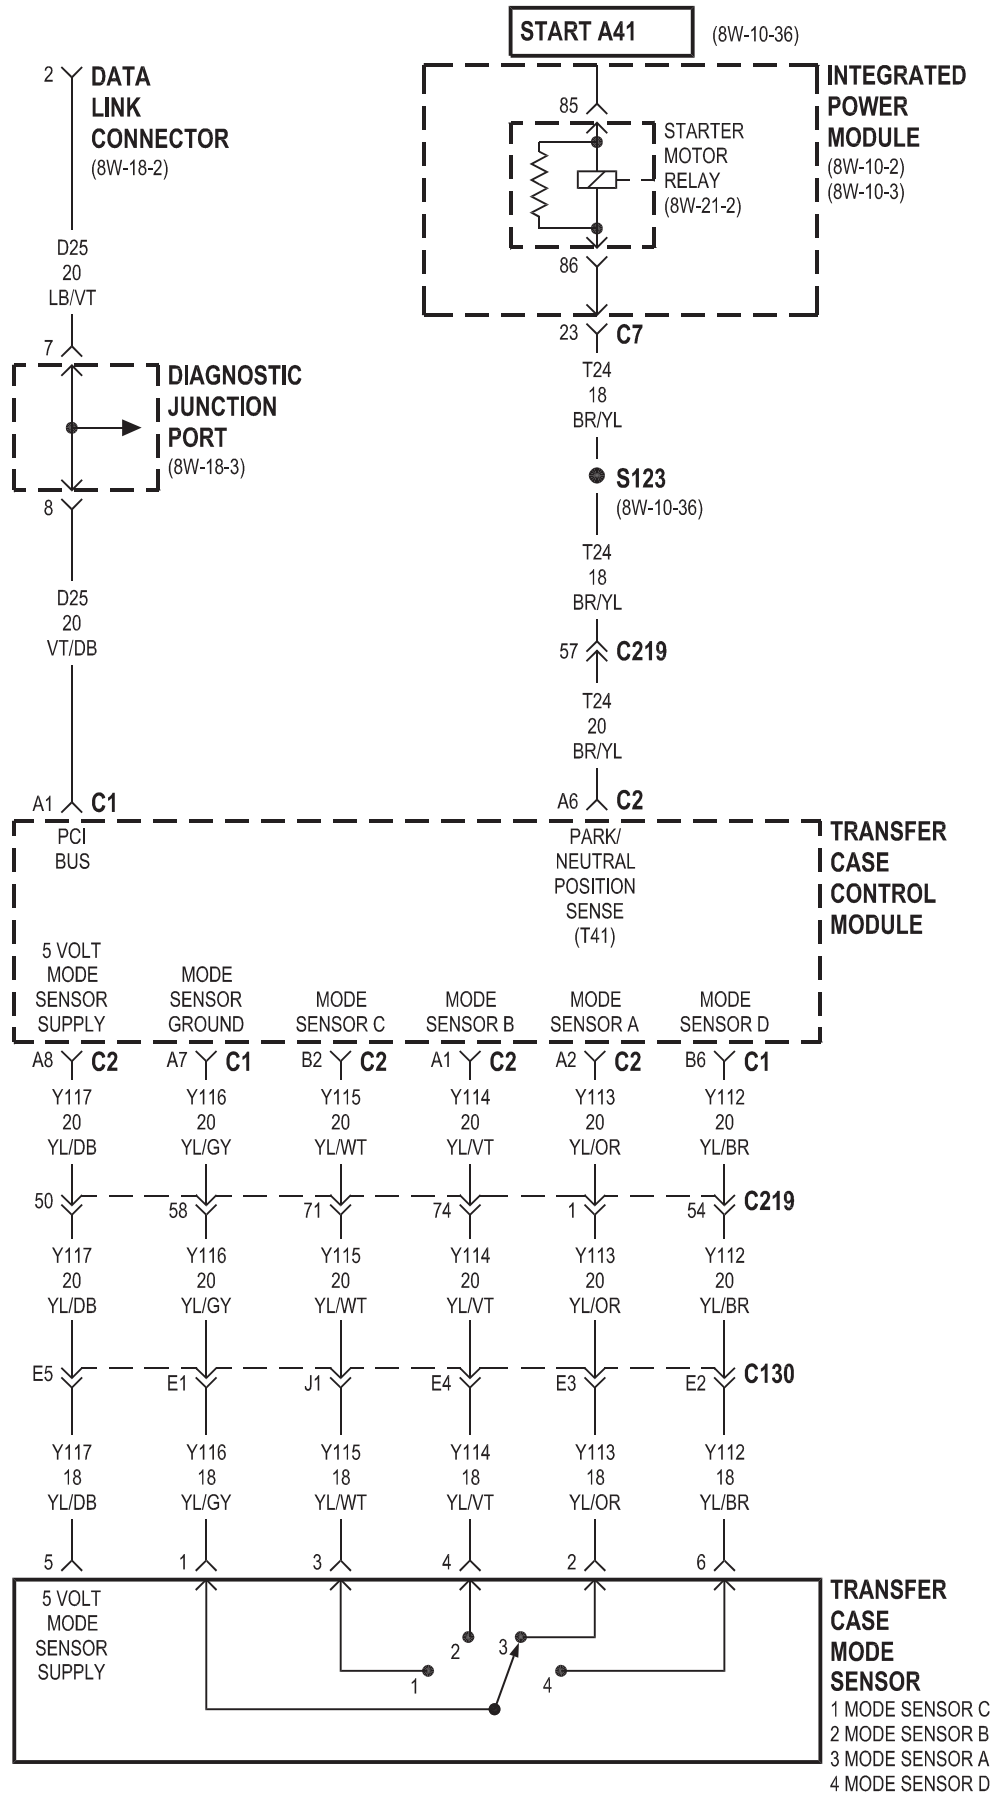 START A41
(8W-10-36)
2
DATA
LINK
CONNECTOR
(8W-18-2)
INTEGRATED
POWER
MODULE
(8W-10-2)
(8W-10-3)
85
STARTER
MOTOR
RELAY
(8W-21-2)
86
D25
20
LB/VT
7
23
C7
T24
18
BR/YL
DIAGNOSTIC
JUNCTION
PORT
(8W-18-3)
8
S123
(8W-10-36)
T24
18
BR/YL
D25
20
VT/DB
57
C219
T24
20
BR/YL
A1
C1
A6
C2
PCI
BUS
PARK/
NEUTRAL
POSITION
SENSE
(T41)
TRANSFER
CASE
CONTROL
MODULE
5 VOLT
MODE
SENSOR
SUPPLY
MODE
SENSOR
GROUND
MODE
SENSOR C
MODE
SENSOR B
MODE
SENSOR A
MODE
SENSOR D
A8 C2 A7 C1 B2 C2 A1 C2 A2 C2 B6 C1
Y117 Y116 Y115 Y114 Y113 Y112
20 20 20 20 20 20
YL/DB YL/GY YL/WT YL/VT YL/OR YL/BR
50 58 71 74 1 54 C219
Y117 Y116 Y115 Y114 Y113 Y112
20 20 20 20 20 20
YL/DB YL/GY YL/WT YL/VT YL/OR YL/BR
E5 E1 J1 E4 E3 E2 C130
Y117 Y116 Y115 Y114 Y113 Y112
18 18 18 18 18 18
YL/DB YL/GY YL/WT YL/VT YL/OR YL/BR
5 1 3 4 2 6
5 VOLT
MODE
SENSOR
SUPPLY
1
2
3
4
TRANSFER
CASE
MODE
SENSOR
1 MODE SENSOR C
2 MODE SENSOR B
3 MODE SENSOR A
4 MODE SENSOR D